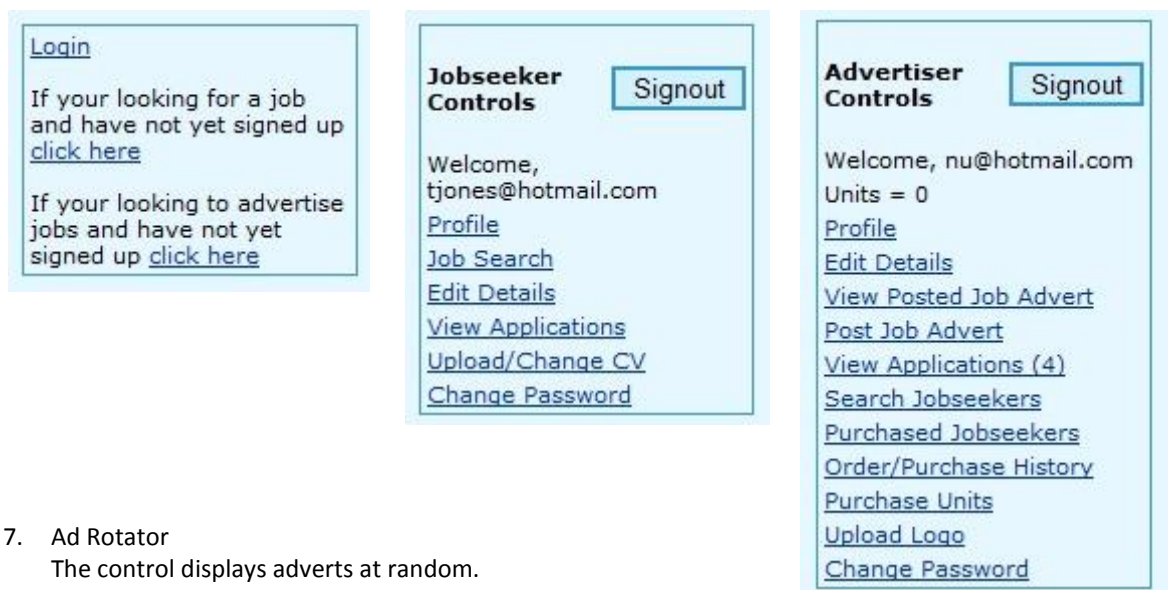 Login
If your looking for a job
and have not yet signed up
click here
If your looking to advertise
jobs and have not yet
signed up click here
Jobseeker
Controls
Signout
Welcome,
tjones@hotmail.com
Profile
Job Search
Edit Details
View Applications
Upload/Change CV
Change Password
Advertiser
Controls
Signout
Welcome, nu@hotmail.com
Units = 0
Profile
Edit Details
View Posted Job Advert
Post Job Advert
View Applications (4)
Search Jobseekers
Purchased Jobseekers
Order/Purchase History
Purchase Units
Upload Logo
Change Password
7. Ad Rotator
The control displays adverts at random.